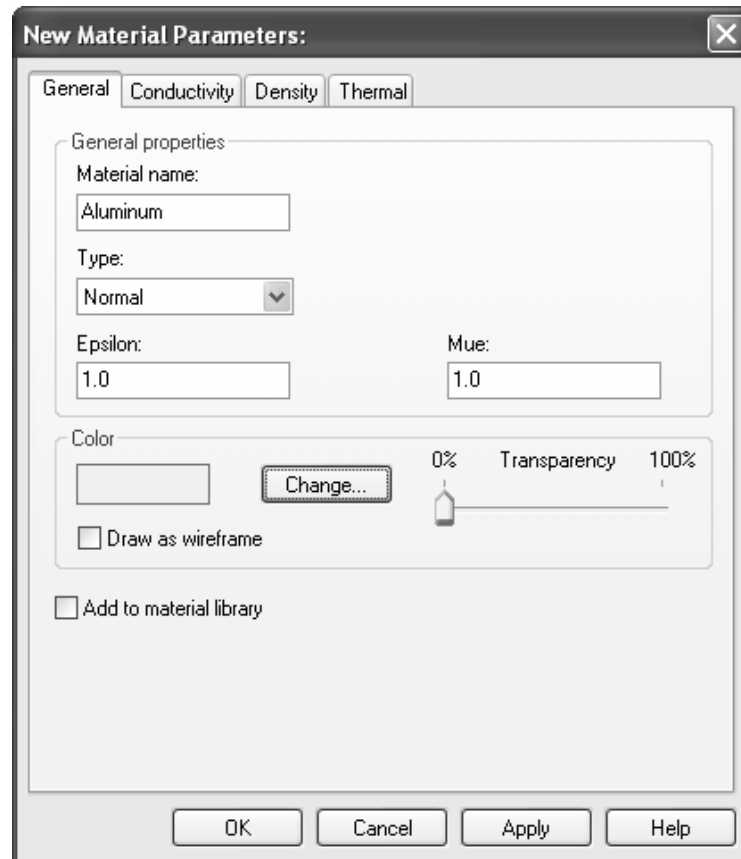 New Material Parameters:
General Conductivity Density Thermal
General properties
Material name:
Aluminum
Type:
Normal
Epsilon: Mue:
1.0 1.0
Color
0% Transparency 100%
Change...
Draw as wireframe
Add to material library
OK Cancel Apply Help